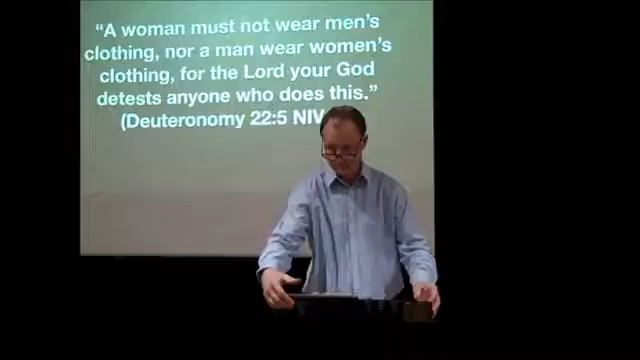 “A woman must not wear men’s
clothing, nor a man wear women’s
clothing, for the Lord your God
detests anyone who does this.”
(Deuteronomy 22:5 NIV